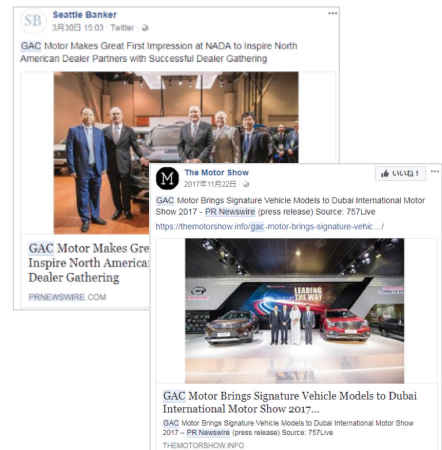 SB
Seattle Banker
3月30日 15:03 · Twitter ·
GAC Motor Makes Great First Impression at NADA to Inspire North
American Dealer Partners with Successful Dealer Gathering
GAC Motor Makes Gre
Inspire North American
Dealer Gathering
PRNEWSWIRE.COM
M
The Motor Show
2017年11月22日 ·
いいね！
GAC Motor Brings Signature Vehicle Models to Dubai International Motor
Show 2017 - PR Newswire (press release) Source: 757Live
https://themotorshow.info/gac-motor-brings-signature-vehic…/
LEADING
THE WAY
GAC Motor Brings Signature Vehicle Models to Dubai
International Motor Show 2017...
GAC Motor Brings Signature Vehicle Models to Dubai International Motor Show
2017 – PR Newswire (press release) Source: 757Live
THEMOTORSHOW.INFO